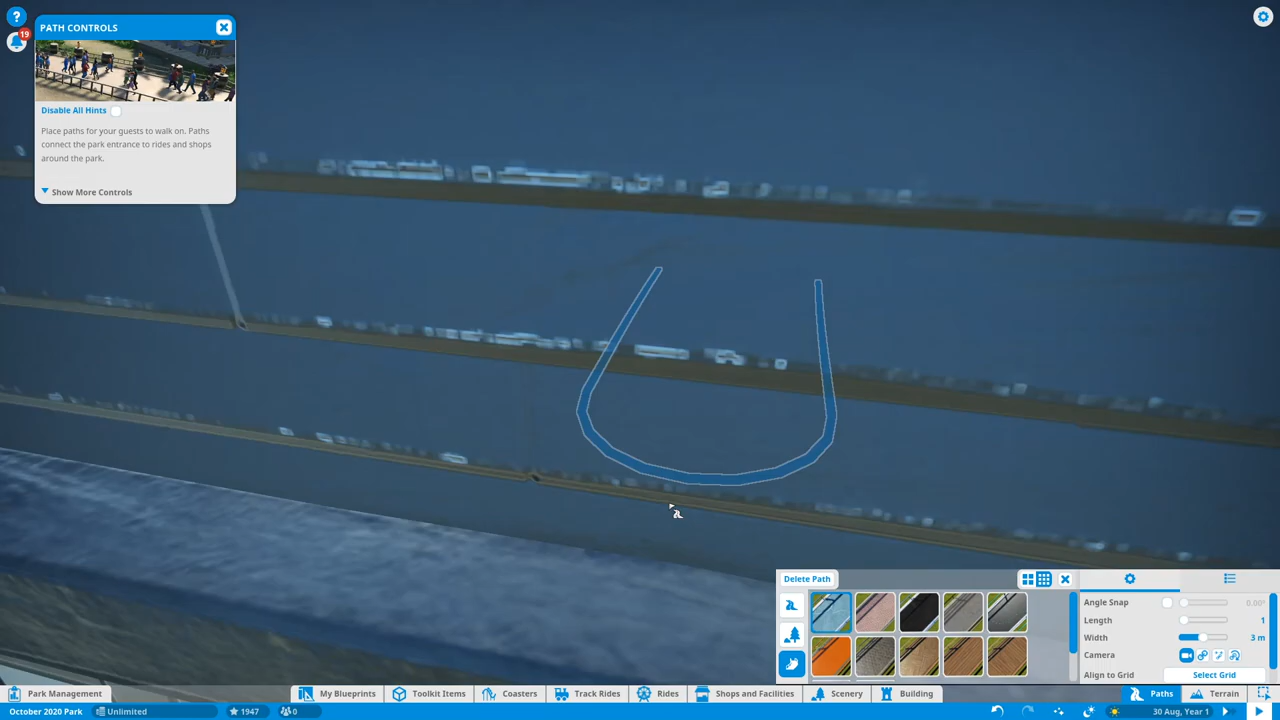 ?
PATH CONTROLS
19
Disable All Hints
Place paths for your guests to walk on. Paths
connect the park entrance to rides and shops
around the park.
Show More Controls
Delete Path
Angle Snap
0.00°
Length
1
Width
3 m
Camera
Align to Grid
Select Grid
Park Management
My Blueprints
Toolkit Items
Coasters
Track Rides
Rides
Shops and Facilities
Scenery
Building
Paths
Terrain
October 2020 Park
Unlimited
1947
0
30 Aug, Year 1